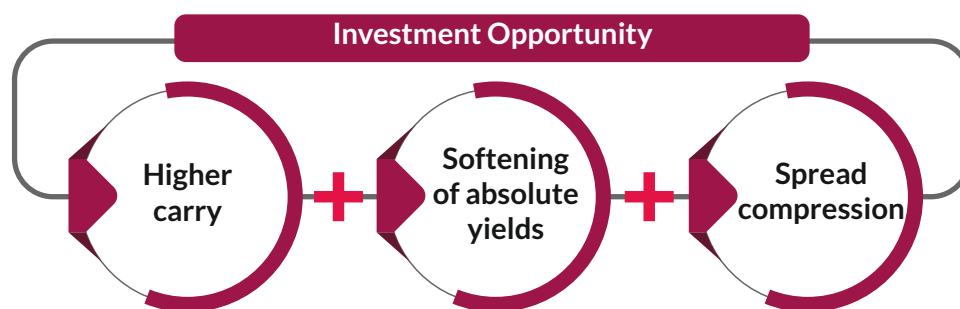 Investment Opportunity
Higher
carry
Softening
of absolute
yields
Spread
compression